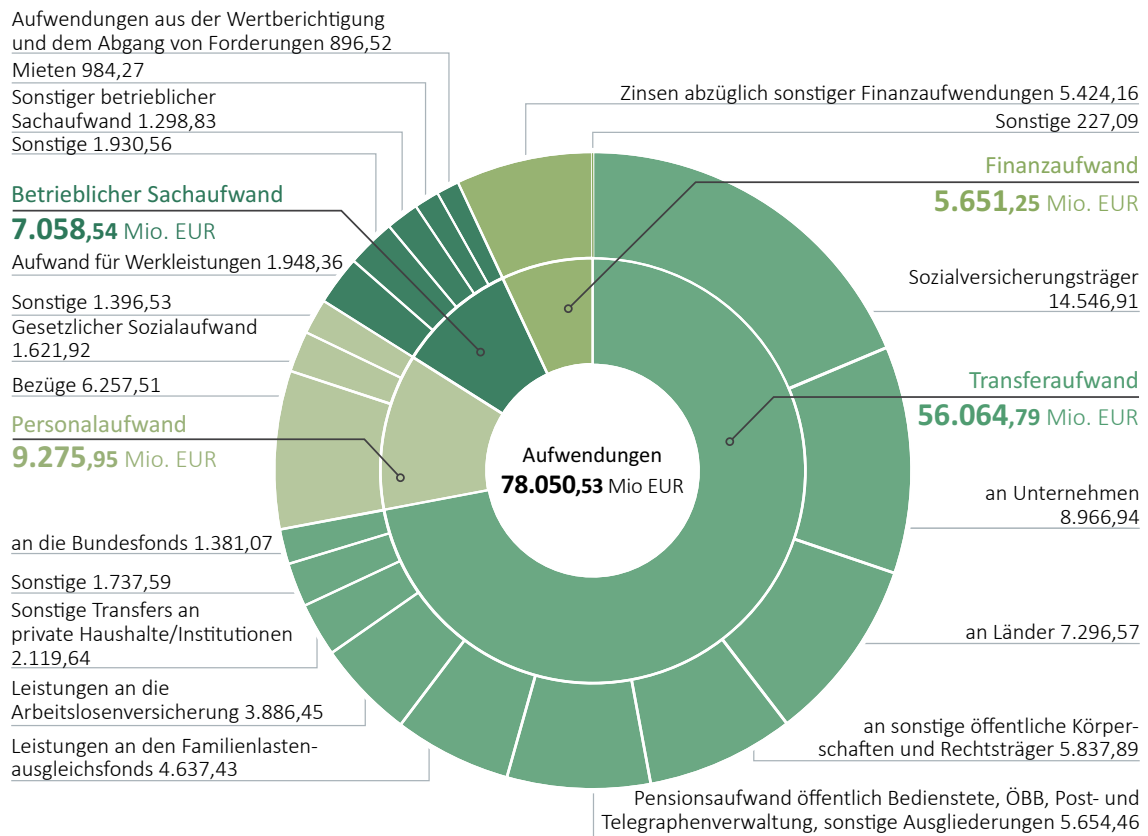 Aufwendungen aus der Wertberichtigung
und dem Abgang von Forderungen 896,52
Mieten 984,27
Sonstiger betrieblicher
Sachaufwand 1.298,83
Sonstige 1.930,56
Betrieblicher Sachaufwand
7.058,54 Mio. EUR
Aufwand für Werkleistungen 1.948,36
Sonstige 1.396,53
Gesetzlicher Sozialaufwand
1.621,92
Bezüge 6.257,51
Personalaufwand
9.275,95 Mio. EUR
an die Bundesfonds 1.381,07
Sonstige 1.737,59
Sonstige Transfers an
private Haushalte/Institutionen
2.119,64
Leistungen an die
Arbeitslosenversicherung 3.886,45
Leistungen an den Familienlasten-
ausgleichsfonds 4.637,43
Aufwendungen
78.050,53 Mio EUR
Zinsen abzüglich sonstiger Finanzaufwendungen 5.424,16
Sonstige 227,09
Finanzaufwand
5.651,25 Mio. EUR
Sozialversicherungsträger
14.546,91
Transferaufwand
56.064,79 Mio. EUR
an Unternehmen
8.966,94
an Länder 7.296,57
an sonstige öffentliche Körper-
schaften und Rechtsträger 5.837,89
Pensionsaufwand öffentlich Bedienstete, ÖBB, Post- und
Telegraphenverwaltung, sonstige Ausgliederungen 5.654,46